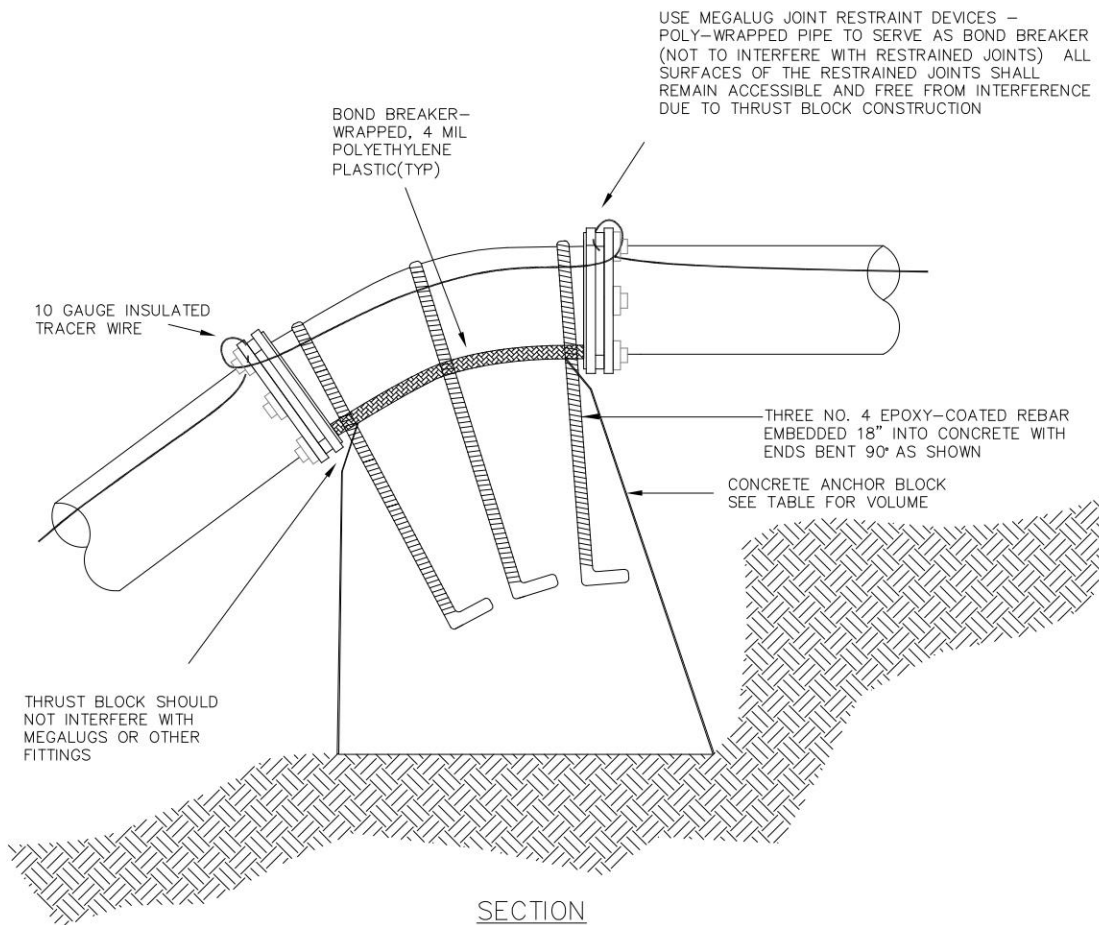 USE MEGALUG JOINT RESTRAINT DEVICES –
POLY–WRAPPED PIPE TO SERVE AS BOND BREAKER
(NOT TO INTERFERE WITH RESTRAINED JOINTS) ALL
SURFACES OF THE RESTRAINED JOINTS SHALL
REMAIN ACCESSIBLE AND FREE FROM INTERFERENCE
DUE TO THRUST BLOCK CONSTRUCTION
BOND BREAKER–
WRAPPED, 4 MIL
POLYETHYLENE
PLASTIC(TYP)
10 GAUGE INSULATED
TRACER WIRE
THREE NO. 4 EPOXY–COATED REBAR
EMBEDDED 18" INTO CONCRETE WITH
ENDS BENT 90° AS SHOWN
CONCRETE ANCHOR BLOCK
SEE TABLE FOR VOLUME
THRUST BLOCK SHOULD
NOT INTERFERE WITH
MEGALUGS OR OTHER
FITTINGS
SECTION